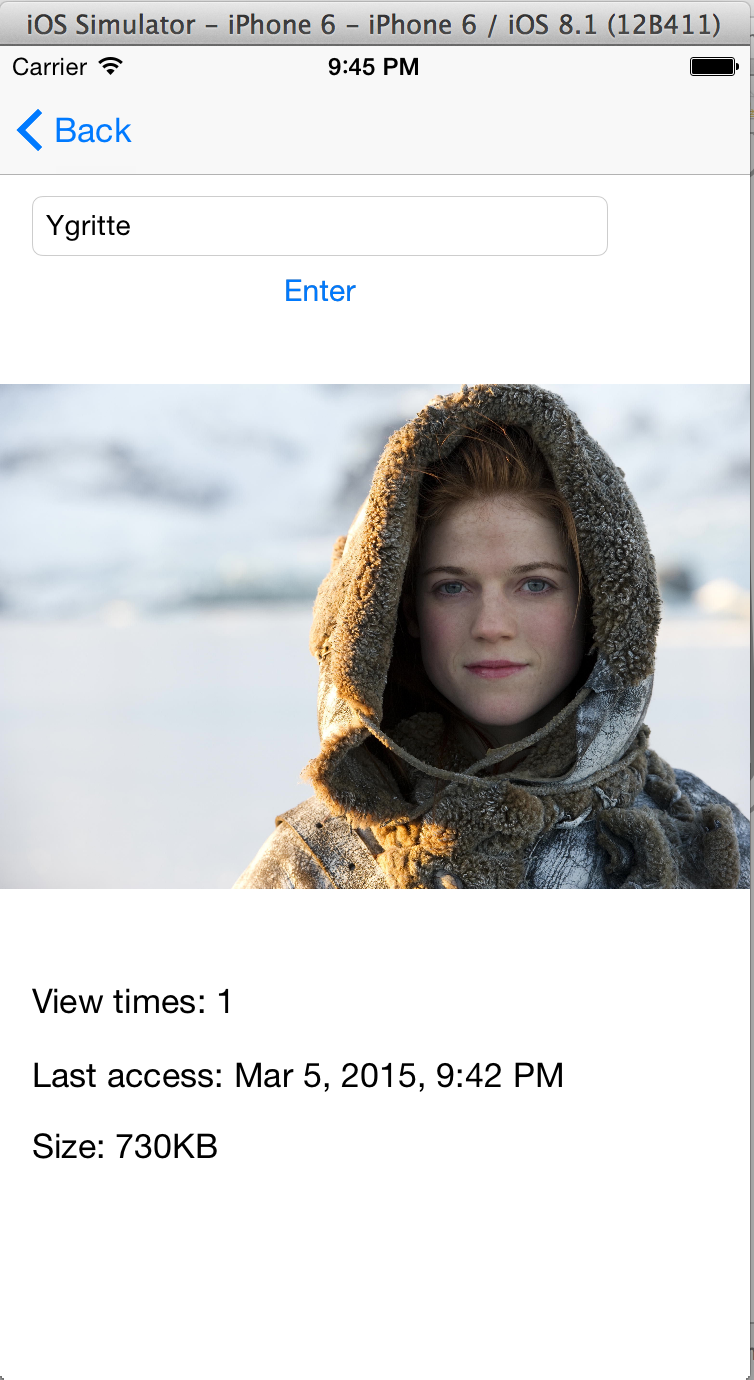 iOS Simulator – iPhone 6 – iPhone 6 / iOS 8.1 (12B411)
Carrier 9:45 PM
Back
Ygritte
Enter
View times: 1
Last access: Mar 5, 2015, 9:42 PM
Size: 730KB